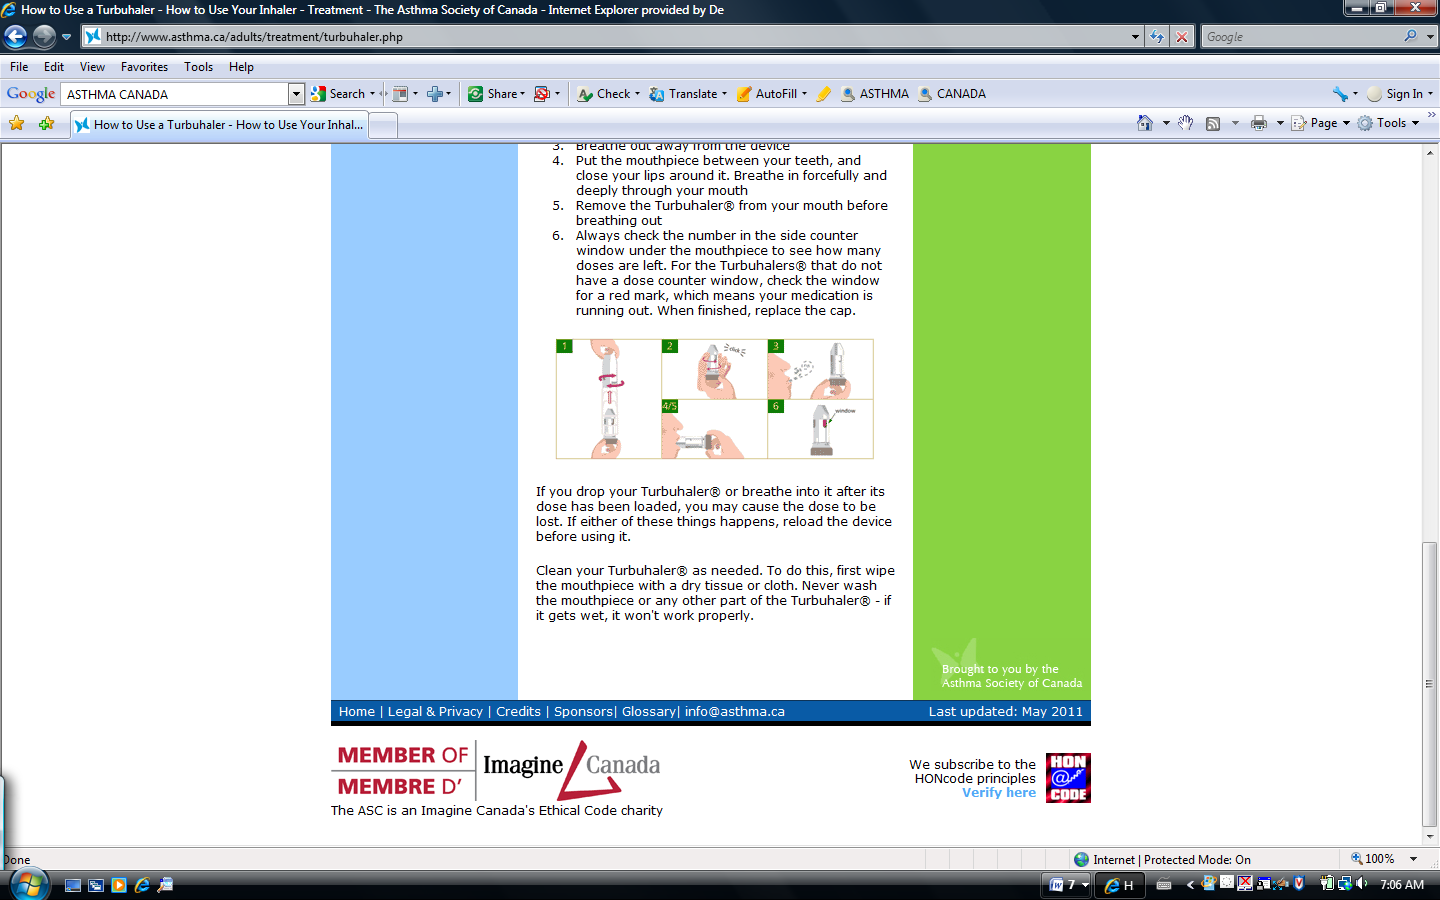 How to Use a Turbuhaler - How to Use Your Inhaler - Treatment - The Asthma Society of Canada - Internet Explorer provided by De
http://www.asthma.ca/adults/treatment/turbuhaler.php
Google
File Edit View Favorites Tools Help
Google ASTHMA CANADA Search Share Check Translate AutoFill ASTHMA CANADA Sign In
How to Use a Turbuhaler - How to Use Your Inhal... Page Tools
3. Breathe out away from the device
4. Put the mouthpiece between your teeth, and
close your lips around it. Breathe in forcefully and
deeply through your mouth
5. Remove the Turbuhaler® from your mouth before
breathing out
6. Always check the number in the side counter
window under the mouthpiece to see how many
doses are left. For the Turbuhalers® that do not
have a dose counter window, check the window
for a red mark, which means your medication is
running out. When finished, replace the cap.
1 2 click 3
4/5 6 window
If you drop your Turbuhaler® or breathe into it after its
dose has been loaded, you may cause the dose to be
lost. If either of these things happens, reload the device
before using it.
Clean your Turbuhaler® as needed. To do this, first wipe
the mouthpiece with a dry tissue or cloth. Never wash
the mouthpiece or any other part of the Turbuhaler® - if
it gets wet, it won't work properly.
Brought to you by the
Asthma Society of Canada
Home | Legal & Privacy | Credits | Sponsors| Glossary| info@asthma.ca Last updated: May 2011
MEMBER OF
MEMBRE D'
Imagine Canada
The ASC is an Imagine Canada's Ethical Code charity
We subscribe to the
HONcode principles
Verify here
HON
@
CODE
Done Internet | Protected Mode: On 100%
7 H 7:06 AM